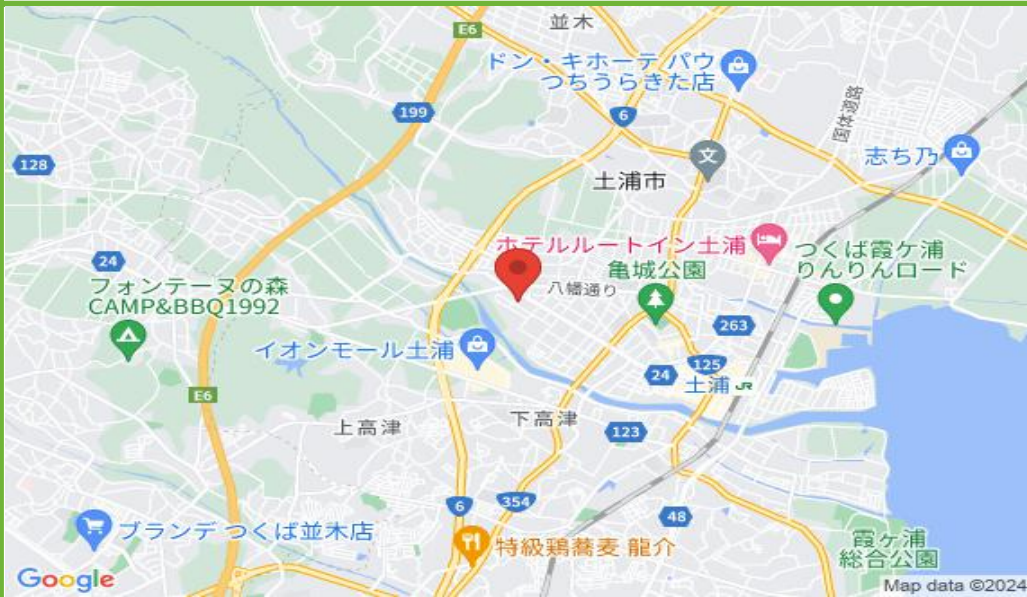 E6
並木
ドン・キホーテ パウ
つちうらきた店
199
6
国体道路
文
128
志ち乃
土浦市
ホテルルートイン土浦
つくば霞ケ浦
りんりんロード
24
フォンテーヌの森
CAMP&BBQ1992
亀城公園
八幡通り
263
イオンモール土浦
125
24
土浦 JR
E6
上高津
下高津
123
6
354
48
ブランデ つくば並木店
特級鶏蕎麦 龍介
霞ケ浦
総合公園
Google
Map data ©2024